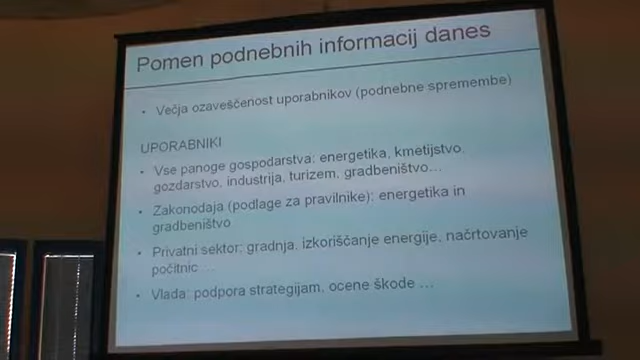 Pomen podnebnih informacij danes
• Večja ozaveščenost uporabnikov (podnebne spremembe)
UPORABNIKI
• Vse panoge gospodarstva: energetika, kmetijstvo,
gozdarstvo, industrija, turizem, gradbeništvo…
• Zakonodaja (podlage za pravilnike): energetika in
gradbeništvo
• Privatni sektor: gradnja, izkoriščanje energije, načrtovanje
počitnic …
• Vlada: podpora strategijam, ocene škode …